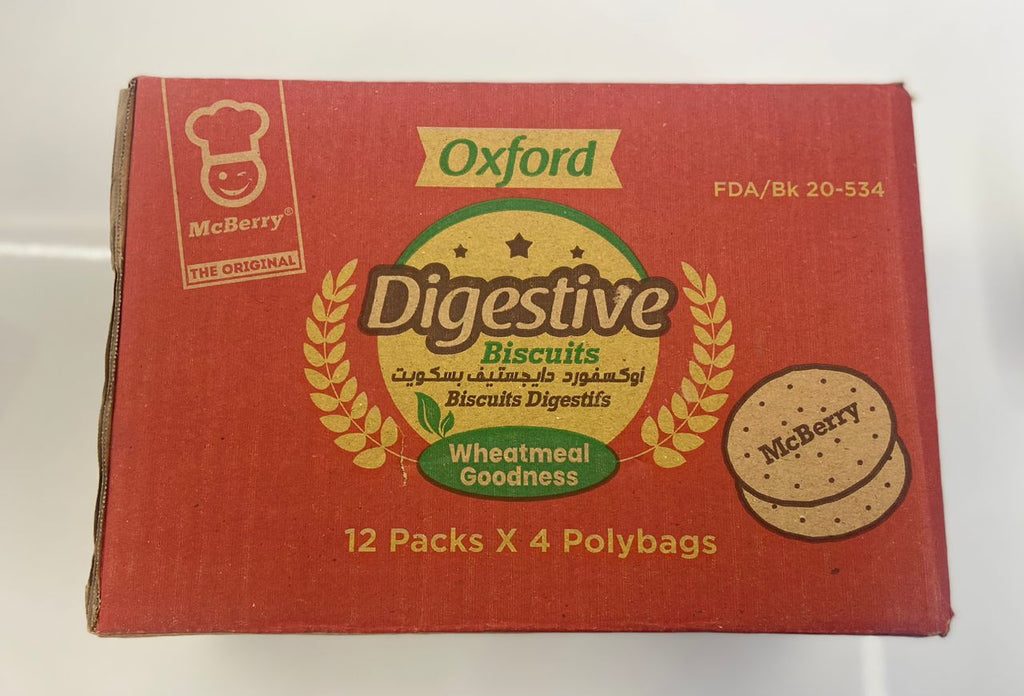 McBerry®
THE ORIGINAL
Oxford
FDA/Bk 20-534
Digestive
Biscuits
اوكسفورد دايجستيف بسكويت
Biscuits Digestifs
Wheatmeal
Goodness
McBerry
12 Packs X 4 Polybags